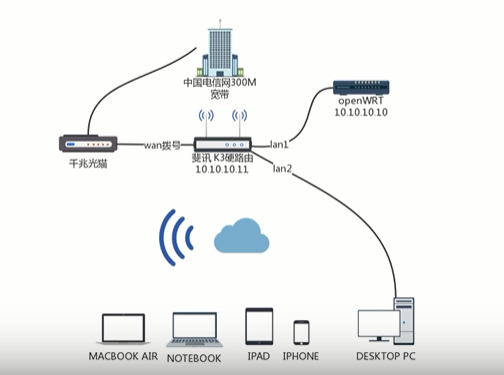 中国电信网300M
宽带
openWRT
10.10.10.10
千兆光猫
wan拨号
斐讯 K3硬路由
10.10.10.11
lan1
lan2
MACBOOK AIR
NOTEBOOK
IPAD
IPHONE
DESKTOP PC